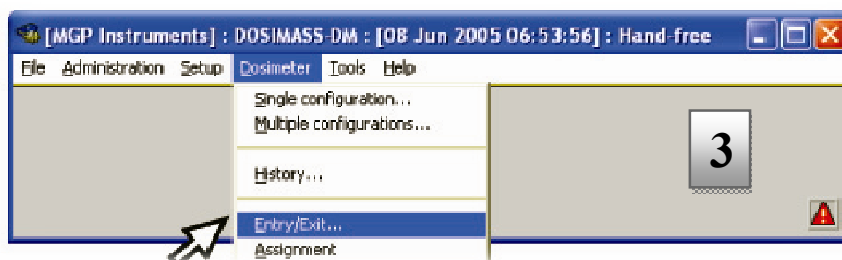 [MGP Instruments] : DOSIMASS-DM : [08 Jun 2005 06:53:56] : Hand-free
File Administration Setup Dosimeter Tools Help
Single configuration...
Multiple configurations...
History...
3
Entry/Exit...
Assignment